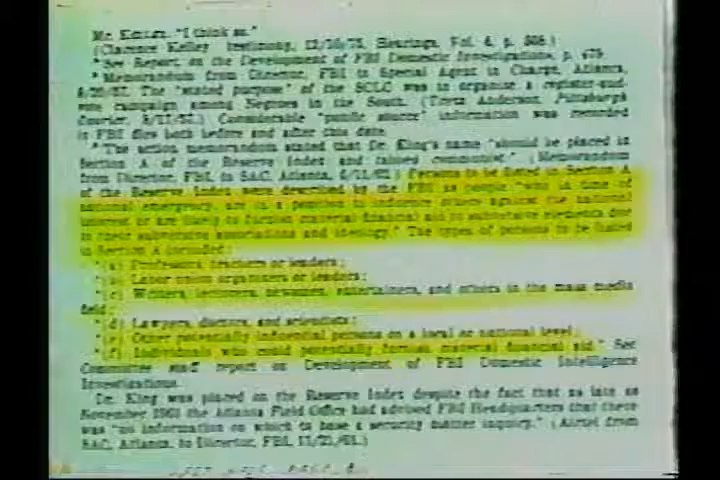 "I think so."
(Clarence Kelley testimony, Hearings, Vol. 6, p.
See Report on the Development of FBI Domestic Investigations, p.
Memorandum from Director, FBI to Special Agent in Charge, Atlanta,
The "stated purpose" of the SCLC was to organize a register-and-
vote campaign among Negroes in the South. (Trezz Anderson, Pittsburgh
Courier, Considerable "public source" information was recorded
in FBI files both before and after this date.
The action memorandum stated that Dr. King's name "should be placed in
Section A of the Reserve Index and tabbed communist." (Memorandum
from Director, FBI, to SAC, Atlanta, Persons to be listed in Section A
of the Reserve Index were described by the FBI as people "who in time of
national emergency, are in a position to influence others against the national
interest or are likely to furnish material financial aid to subversive elements due
to their subversive associations and ideology." The types of persons to be listed
in Section A included:
"(a) Professors, teachers or leaders;
"(b) Labor union organizers or leaders;
"(c) Writers, lecturers, newsmen, entertainers, and others in the mass media
field;
"(d) Lawyers, doctors, and scientists;
"(e) Other potentially influential persons on a local or national level;
"(f) Individuals who could potentially furnish material financial aid." See
Committee staff report on Development of FBI Domestic Intelligence
Investigations.
Dr. King was placed on the Reserve Index despite the fact that as late as
November 1961 the Atlanta Field Office had advised FBI Headquarters that there
was "no information on which to base a security matter inquiry." (Airtel from
SAC, Atlanta, to Director, FBI, 11/21/61.)